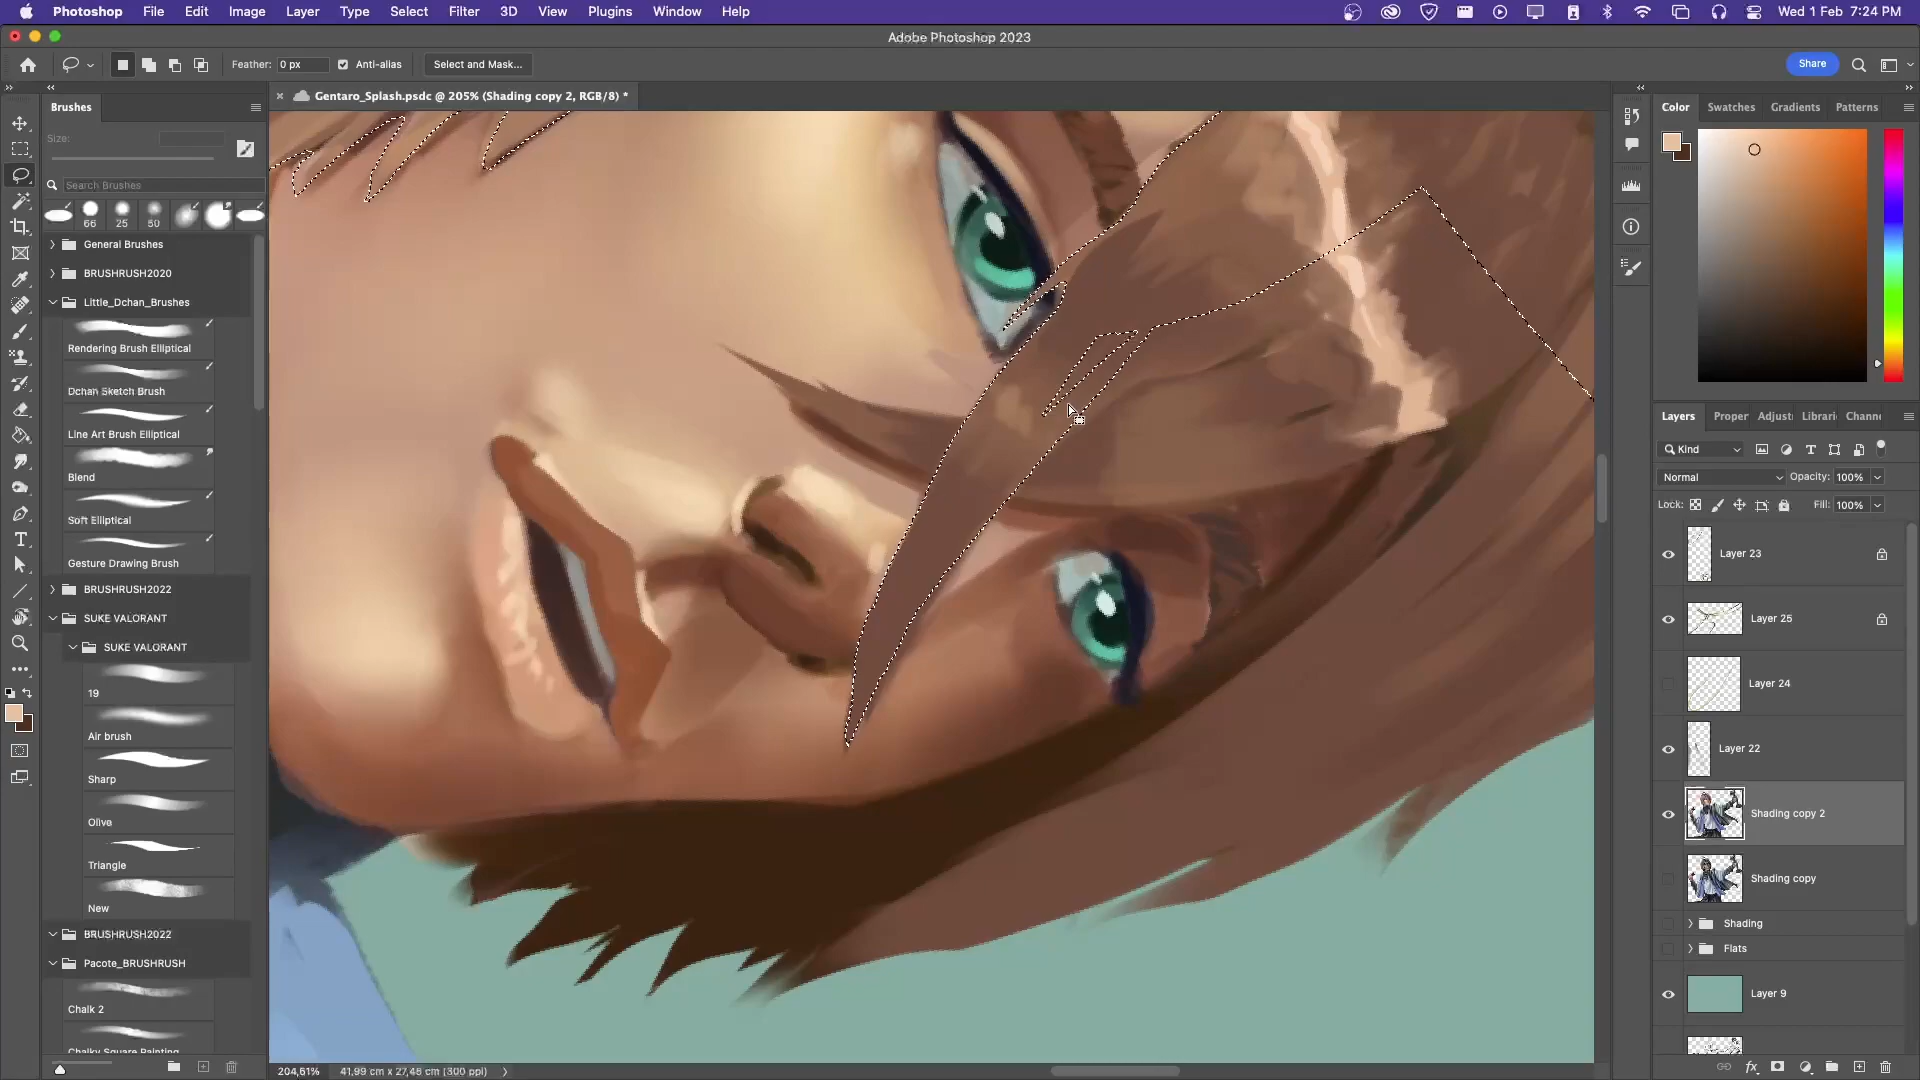 Photoshop File Edit Image Layer Type Select Filter 3D View Plugins Window Help Wed 1 Feb 7:24 PM
Adobe Photoshop 2023
Feather: 0 px Anti-alias Select and Mask... Share
Brushes
Gentaro_Splash.psdc @ 205% (Shading copy 2, RGB/8) *
Size:
Search Brushes
66 25 50
General Brushes
BRUSHRUSH2020
Little_Dchan_Brushes
Rendering Brush Elliptical
Dchan Sketch Brush
Line Art Brush Elliptical
Blend
Soft Elliptical
Gesture Drawing Brush
BRUSHRUSH2022
SUKE VALORANT
SUKE VALORANT
19
Air brush
Sharp
Olive
Triangle
New
BRUSHRUSH2022
Pacote_BRUSHRUSH
Chalk 2
Chalky Square Painting
204,61% 41,99 cm x 27,48 cm (300 ppi)
Color Swatches Gradients Patterns
Layers Proper Adjust Librari Chann
Kind
Normal Opacity: 100%
Lock: Fill: 100%
Layer 23
Layer 25
Layer 24
Layer 22
Shading copy 2
Shading copy
Shading
Flats
Layer 9
fx